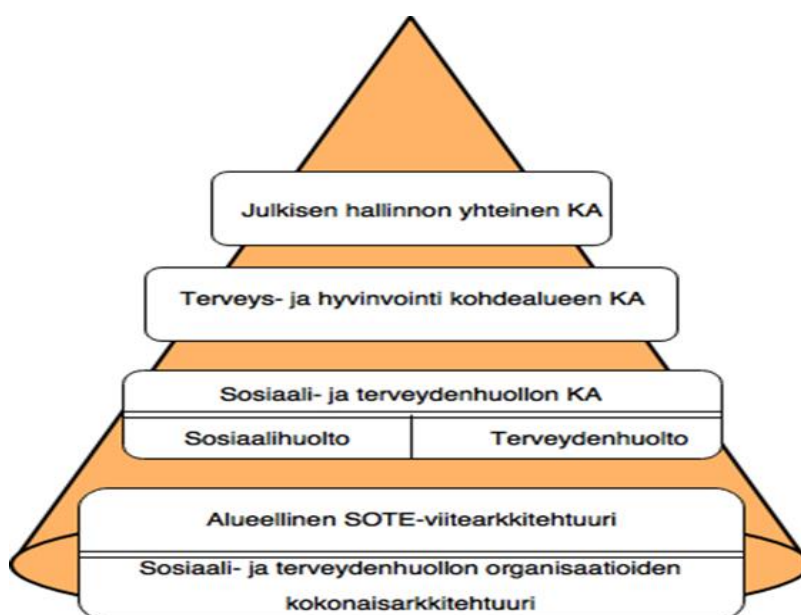 Julkisen hallinnon yhteinen KA
Terveys- ja hyvinvointi kohdealueen KA
Sosiaali- ja terveydenhuollon KA
Sosiaalihuolto Terveydenhuolto
Alueellinen SOTE-viitearkkitehtuuri
Sosiaali- ja terveydenhuollon organisaatioiden
kokonaisarkkitehtuuri